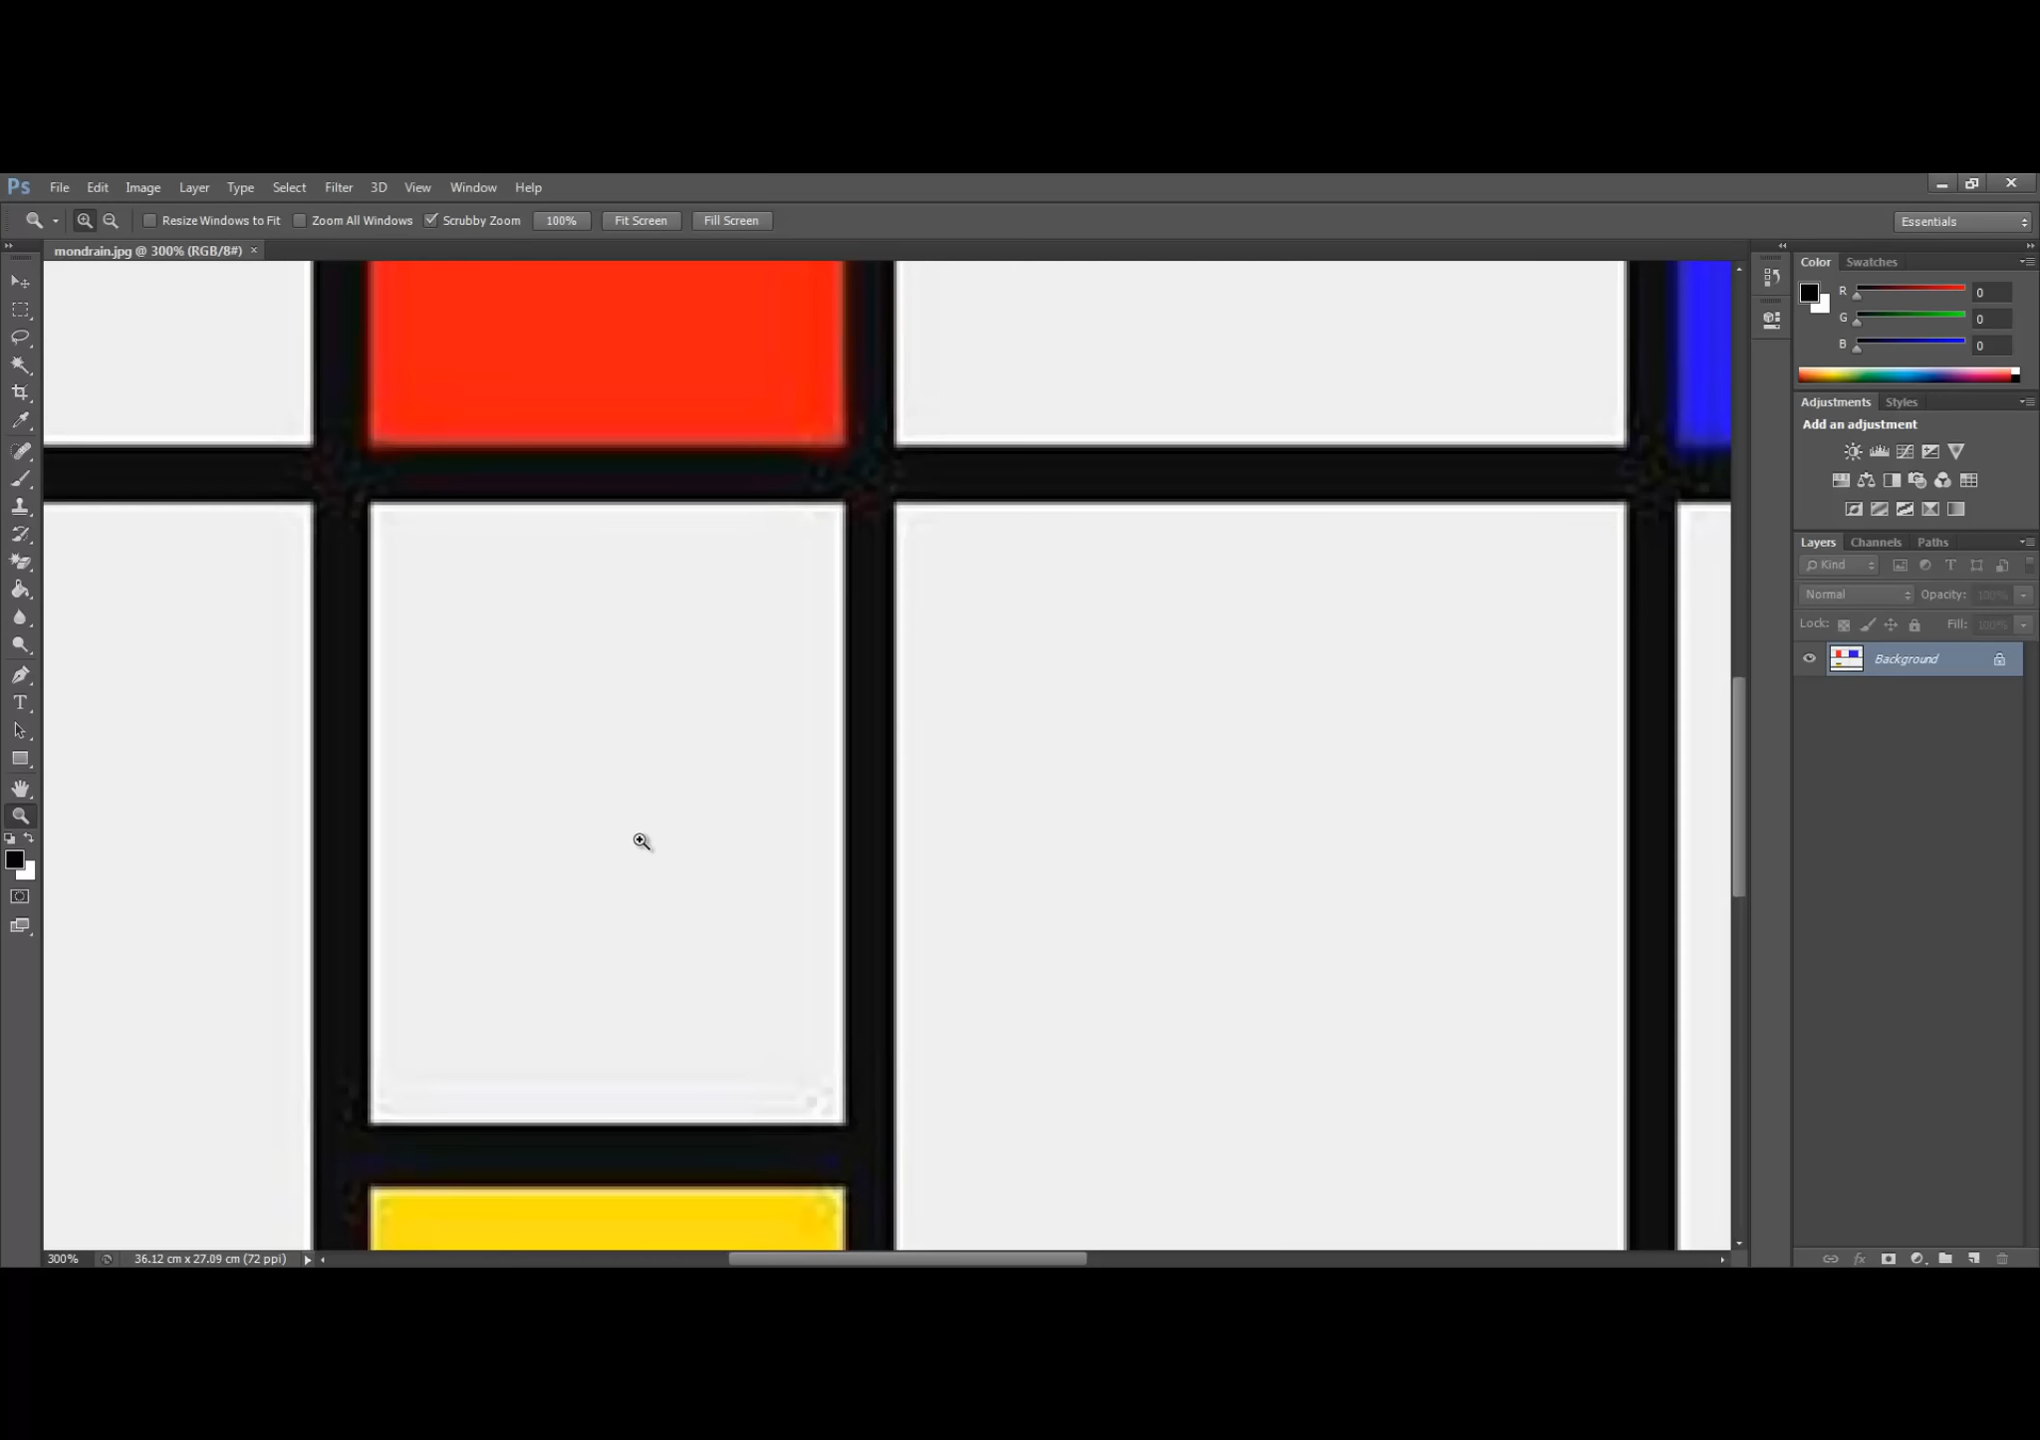 Ps File Edit Image Layer Type Select Filter 3D View Window Help
Resize Windows to Fit Zoom All Windows Scrubby Zoom 100% Fit Screen Fill Screen Essentials
mondrain.jpg @ 300% (RGB/8#) ×
Color Swatches
R 0
G 0
B 0
Adjustments Styles
Add an adjustment
Layers Channels Paths
Kind
Normal Opacity: 100%
Lock: Fill: 100%
Background
300% 36.12 cm x 27.09 cm (72 ppi)